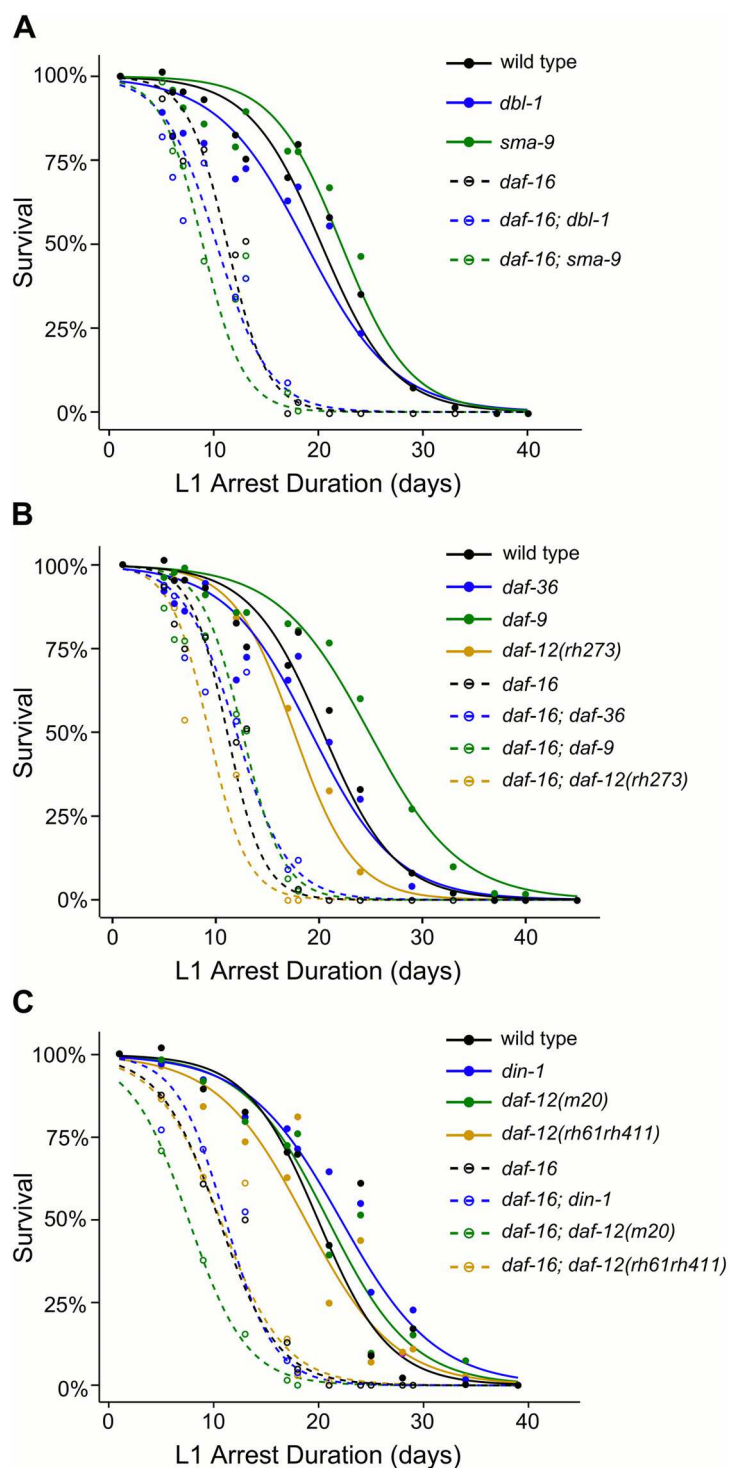 A
100%
75%
50%
25%
0%
Survival
0
10
20
30
40
L1 Arrest Duration (days)
wild type
dbl-1
sma-9
daf-16
daf-16; dbl-1
daf-16; sma-9
B
100%
75%
50%
25%
0%
Survival
0
10
20
30
40
L1 Arrest Duration (days)
wild type
daf-36
daf-9
daf-12(rh273)
daf-16
daf-16; daf-36
daf-16; daf-9
daf-16; daf-12(rh273)
C
100%
75%
50%
25%
0%
Survival
0
10
20
30
40
L1 Arrest Duration (days)
wild type
din-1
daf-12(m20)
daf-12(rh61rh411)
daf-16
daf-16; din-1
daf-16; daf-12(m20)
daf-16; daf-12(rh61rh411)